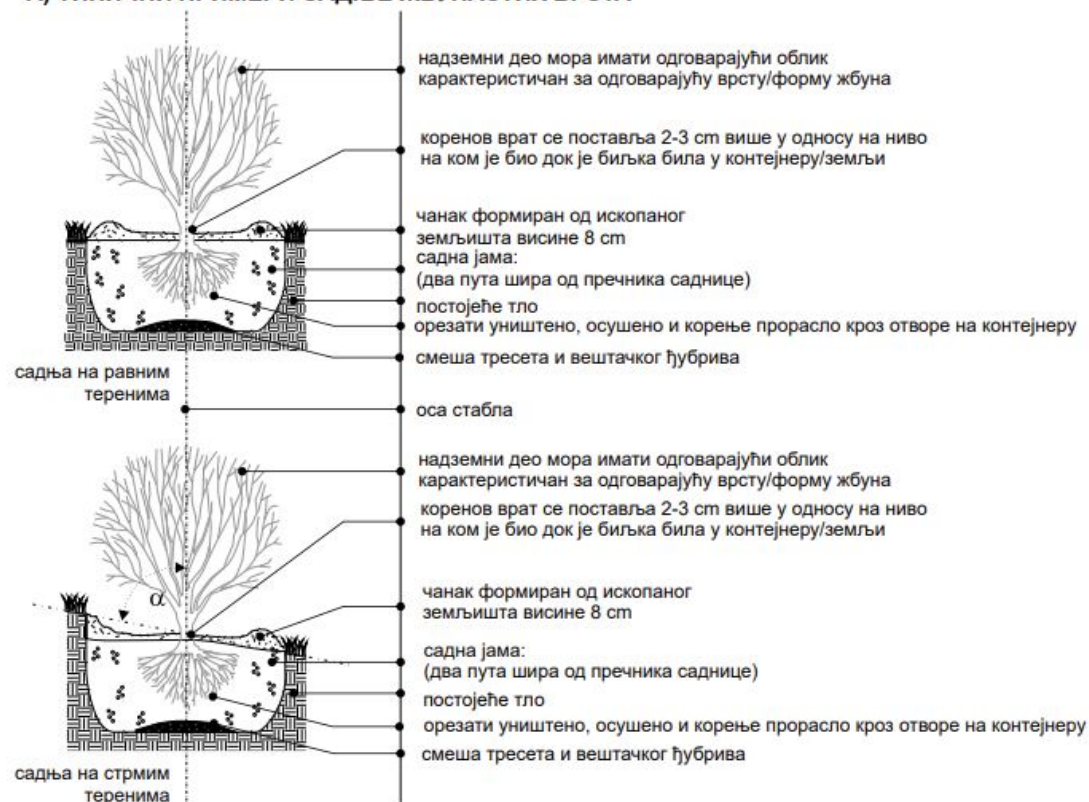 надземни део мора имати одговарајући облик
карактеристичан за одговарајућу врсту/форму жбуна
коренов врат се поставља 2-3 cm више у односу на ниво
на ком је био док је биљка била у контејнеру/земљи
чанак формиран од ископаног
земљишта висине 8 cm
садна јама:
(два пута шира од пречника саднице)
постојеће тло
орезати уништено, осушено и корење прорасло кроз отворе на контејнеру
смеша тресета и вештачког ђубрива
садња на равним
теренима
оса стабла
надземни део мора имати одговарајући облик
карактеристичан за одговарајућу врсту/форму жбуна
коренов врат се поставља 2-3 cm више у односу на ниво
на ком је био док је биљка била у контејнеру/земљи
α
чанак формиран од ископаног
земљишта висине 8 cm
садна јама:
(два пута шира од пречника саднице)
постојеће тло
орезати уништено, осушено и корење прорасло кроз отворе на контејнеру
смеша тресета и вештачког ђубрива
садња на стрмим
теренима